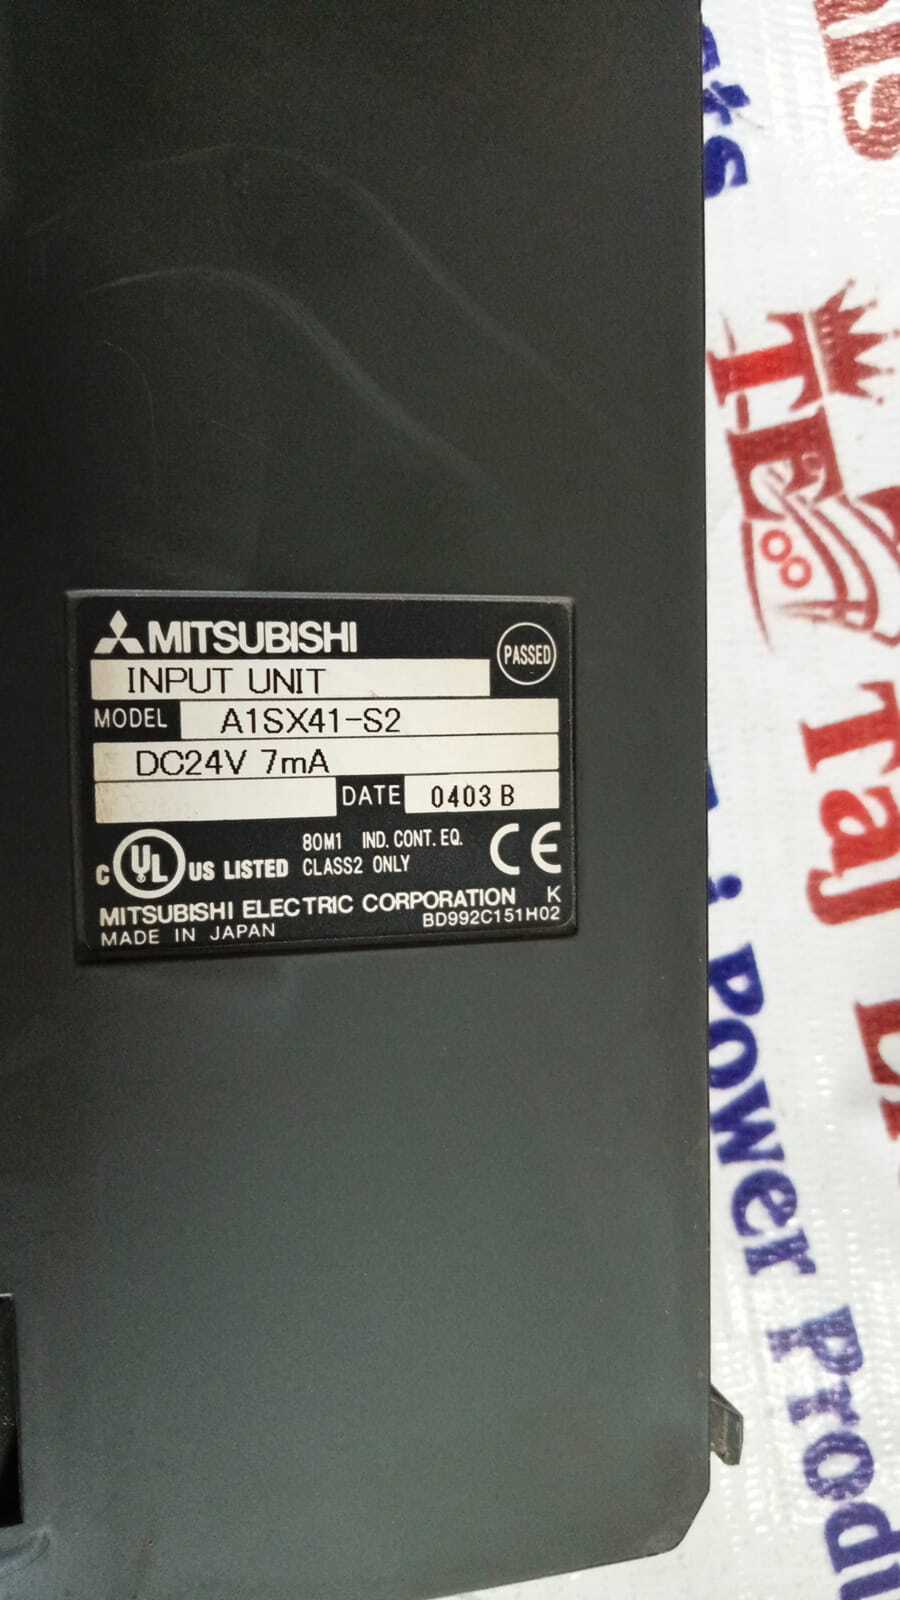 MITSUBISHI
PASSED
INPUT UNIT
MODEL A1SX41-S2
DC24V 7mA
DATE 0403 B
C UL US LISTED 80M1 IND. CONT. EQ.
CLASS2 ONLY
CE
MITSUBISHI ELECTRIC CORPORATION K
MADE IN JAPAN BD992C151H02
TE
Taj
Power